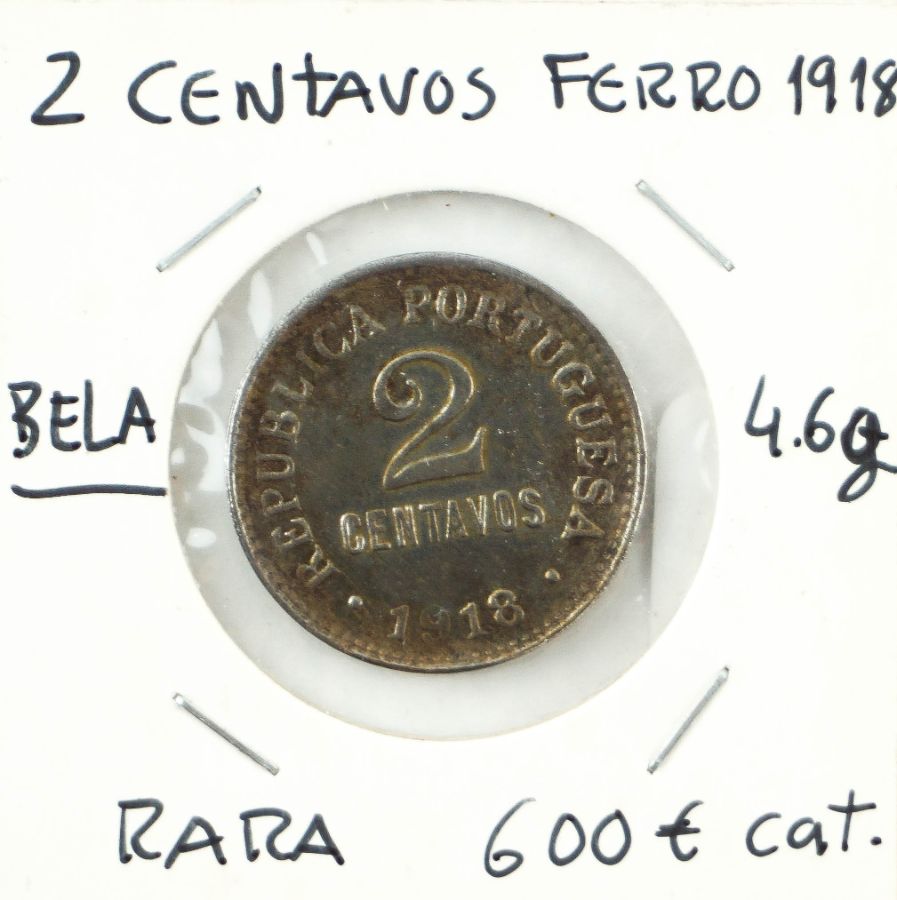 2 CENTAVOS FERRO 1918
REPUBLICA PORTUGUESA
2
CENTAVOS
• 1918 •
BELA
4.6g
RARA 600 € cat.